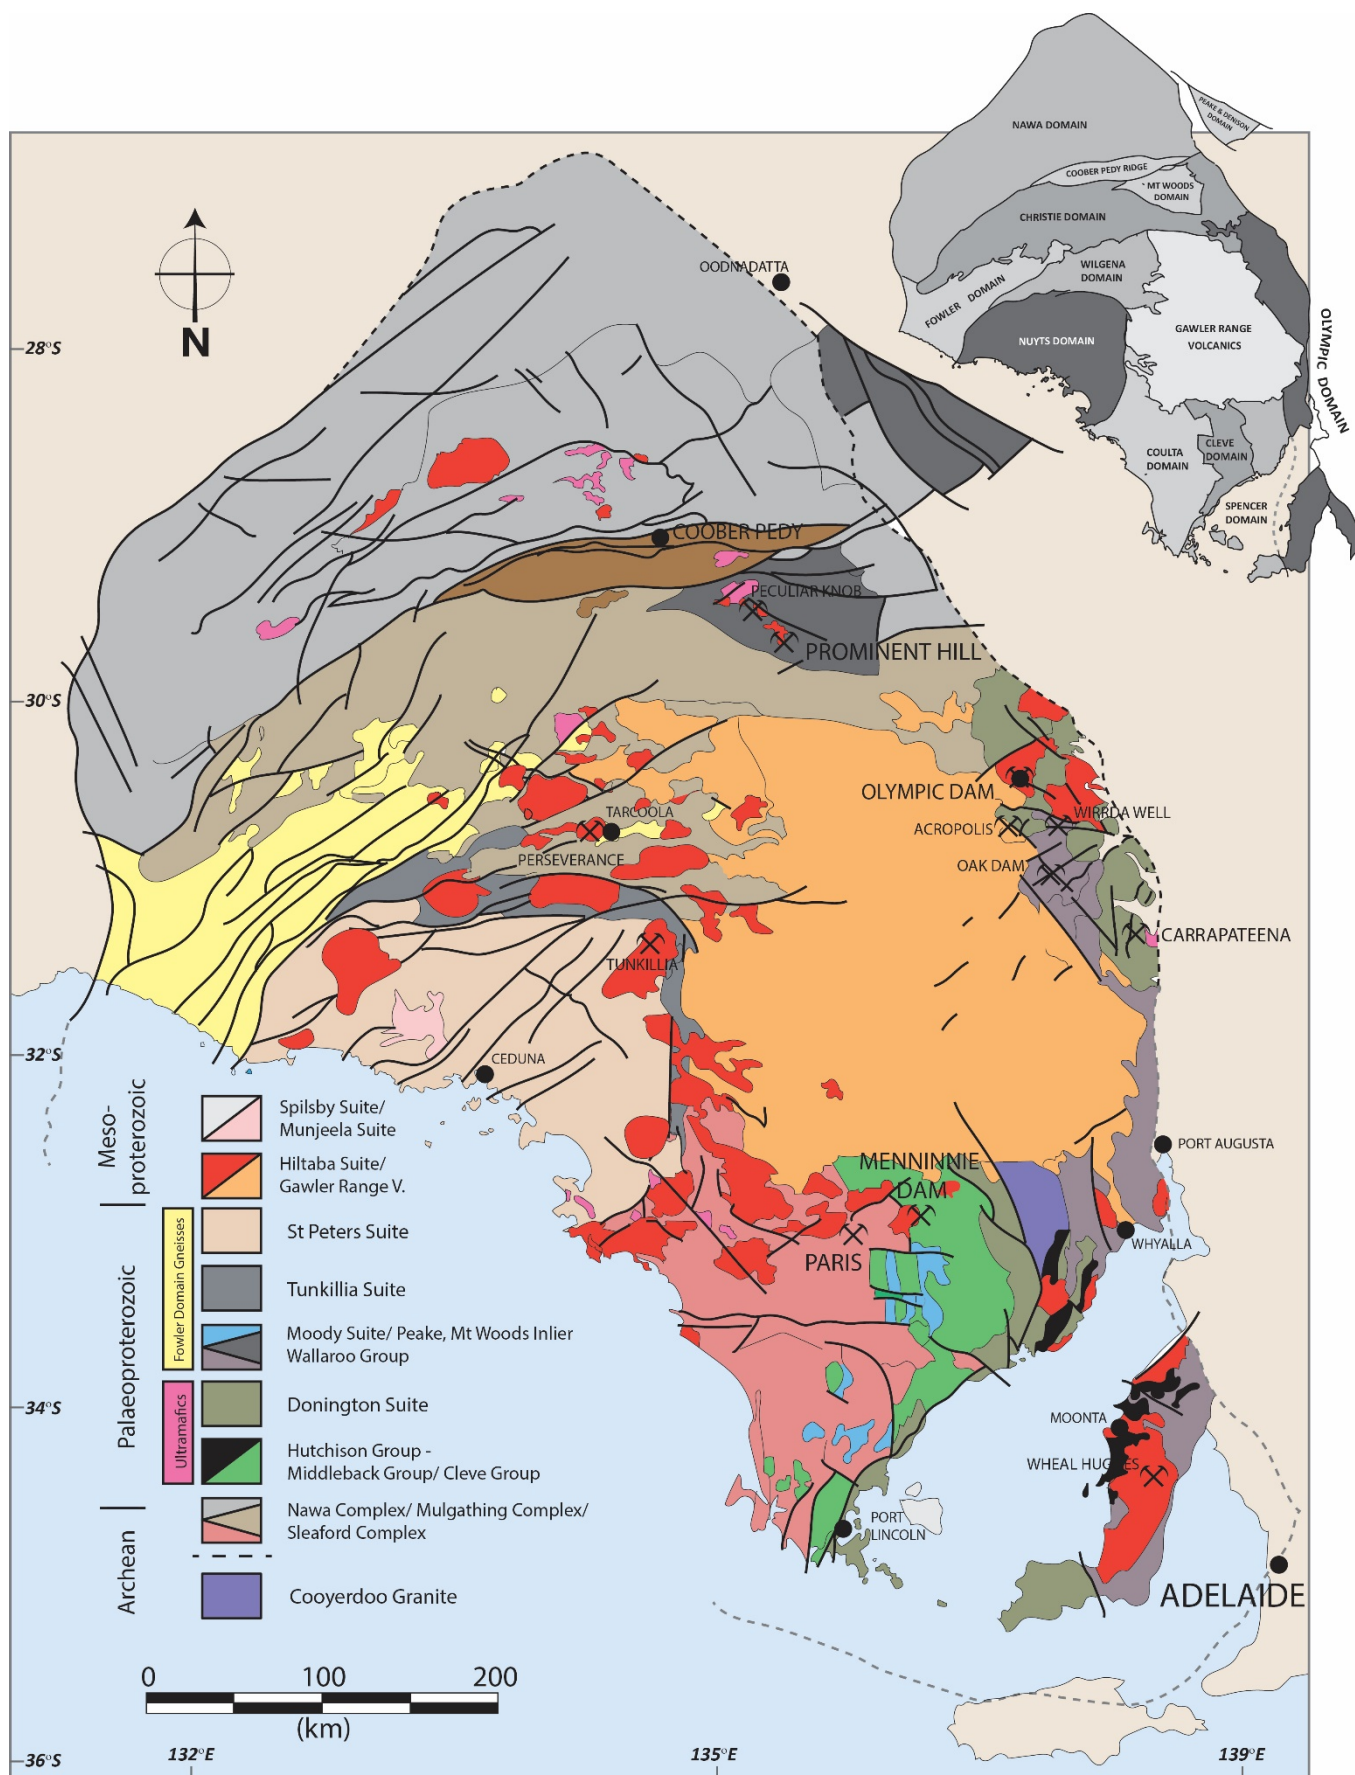 NAWA DOMAIN
PEAKE & DENISON
DOMAIN
COOBER PEDY RIDGE
MT WOODS
DOMAIN
CHRISTIE DOMAIN
WILGENA
DOMAIN
FOWLER DOMAIN
NUYTS DOMAIN
GAWLER RANGE
VOLCANICS
OLYMPIC DOMAIN
COULTA
DOMAIN
CLEVE
DOMAIN
SPENCER
DOMAIN
N
OODNADATTA
28°S
COOBER PEDY
PECULIAR KNOB
PROMINENT HILL
30°S
OLYMPIC DAM
TARCOOLA
WIRRDA WELL
ACROPOLIS
PERSEVERANCE
OAK DAM
CARRAPATEENA
TUNKILLIA
32°S
CEDUNA
PORT AUGUSTA
MENNINNIE
DAM
WHYALLA
PARIS
34°S
MOONTA
WHEAL HUGHES
PORT
LINCOLN
ADELAIDE
Meso-
proterozoic
Palaeoproterozoic
Archean
Fowler Domain Gneisses
Ultramafics
Spilsby Suite/
Munjeela Suite
Hiltaba Suite/
Gawler Range V.
St Peters Suite
Tunkillia Suite
Moody Suite/ Peake, Mt Woods Inlier
Wallaroo Group
Donington Suite
Hutchison Group -
Middleback Group/ Cleve Group
Nawa Complex/ Mulgathing Complex/
Sleaford Complex
Cooyerdoo Granite
0 100 200
(km)
36°S
132°E 135°E 139°E